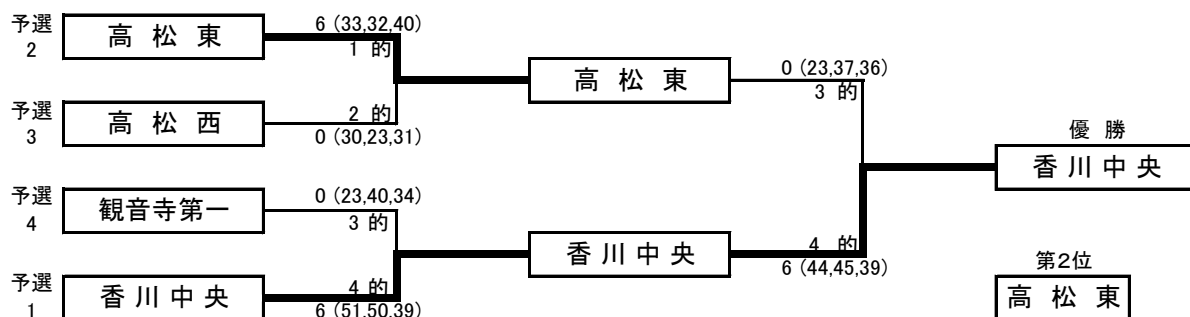 予選
2
高 松 東
6 (33,32,40)
1 的
予選
3
高 松 西
2 的
0 (30,23,31)
予選
4
観音寺第一
0 (23,40,34)
3 的
予選
1
香 川 中 央
4 的
6 (51,50,39)
高 松 東
0 (23,37,36)
3 的
香 川 中 央
4 的
6 (44,45,39)
優 勝
香 川 中 央
第2位
高 松 東